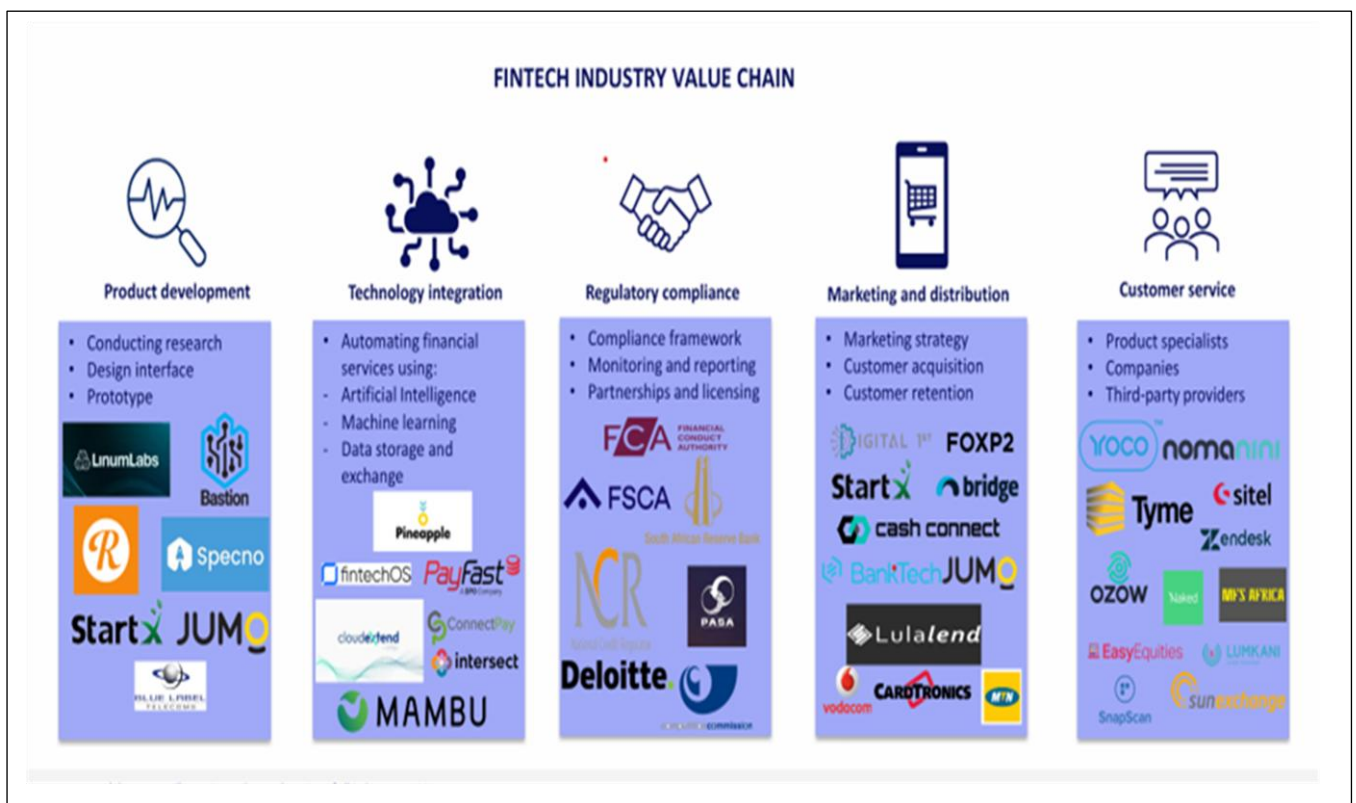 FINTECH INDUSTRY VALUE CHAIN
Product development
• Conducting research
• Design interface
• Prototype
LINUMLABS
Bastion
R
Specno
StartX JUMO
BLUE LABEL
TELECOMS
Technology integration
• Automating financial
services using:
- Artificial Intelligence
- Machine learning
- Data storage and
exchange
Pineapple
fintechOS PayFast
A DPO Company
cloudextend
ConnectPay
intersect
MAMBU
Regulatory compliance
• Compliance framework
• Monitoring and reporting
• Partnerships and licensing
FCA FINANCIAL
CONDUCT
AUTHORITY
FSCA
South African Reserve Bank
NCR
National Credit Regulator
PASA
Deloitte.
commission
Marketing and distribution
• Marketing strategy
• Customer acquisition
• Customer retention
DIGITAL 1ST FOXP2
StartX bridge
cash connect
BankTech JUMO
Lulalend
vodacom
CARDTRONICS
MTN
Customer service
• Product specialists
• Companies
• Third-party providers
YOCO™ nomanini
Tyme
sitel
Zendesk
OZOW
Naked
MFS AFRICA
EasyEquities LUMKANI
SnapScan
sunexchange